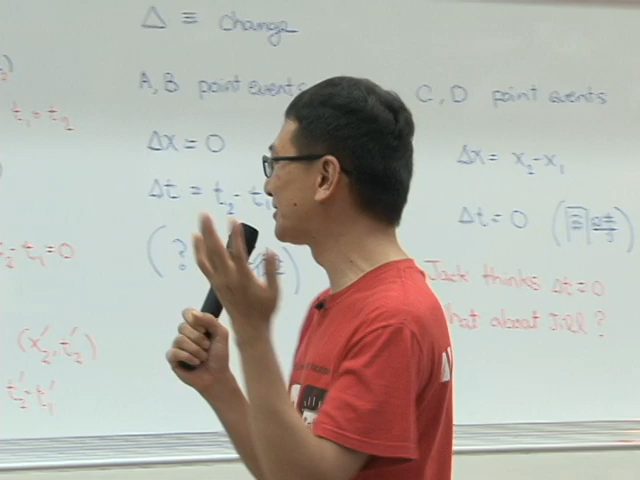 Δ ≡ change
A, B point events
C, D point events
t₁ = t₂
Δx = 0
Δx = x₂ - x₁
Δt = t₂ - t₁
Δt = 0
t₂ - t₁ = 0
Jack thinks Δt = 0
What about Jill?
(x₂′, t₂′)
t₂′ - t₁′